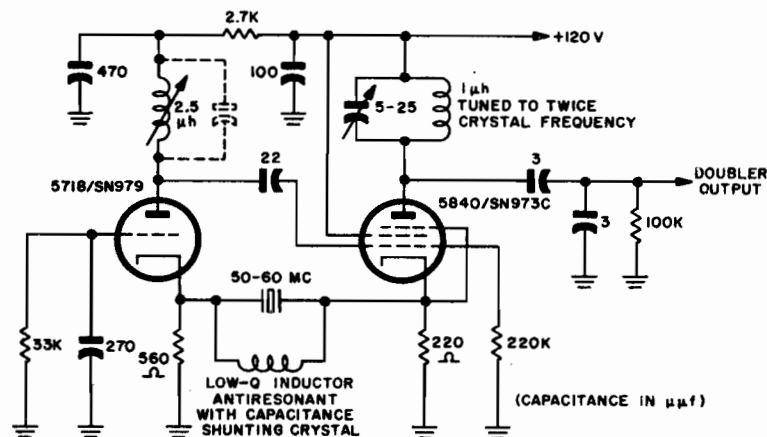 2.7K
+120 V
470
100
2.5
μh
5-25
1μh
TUNED TO TWICE
CRYSTAL FREQUENCY
22
3
DOUBLER
OUTPUT
5718/SN979
5840/SN973C
3
100K
50-60 MC
33K
270
560
Ω
220
Ω
220K
LOW-Q INDUCTOR
ANTIRESONANT
WITH CAPACITANCE
SHUNTING CRYSTAL
(CAPACITANCE IN μμf)